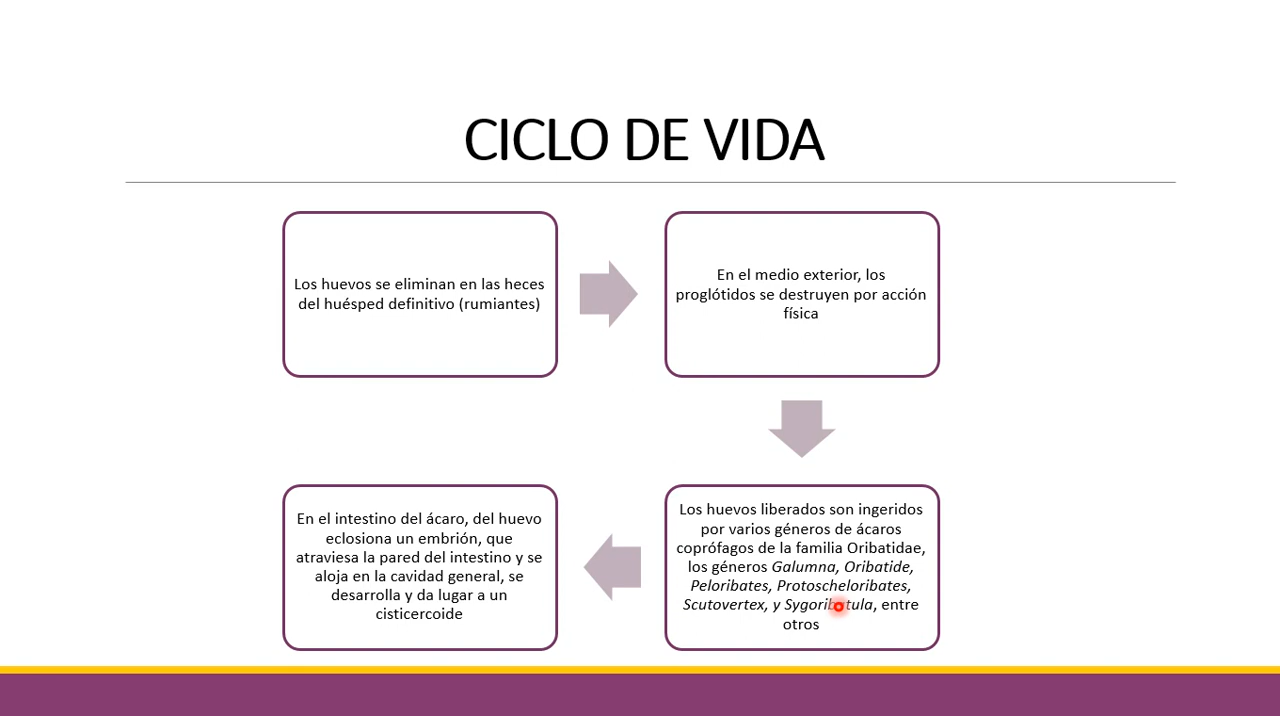 CICLO DE VIDA
Los huevos se eliminan en las heces
del huésped definitivo (rumiantes)
En el medio exterior, los
proglótidos se destruyen por acción
física
Los huevos liberados son ingeridos
por varios géneros de ácaros
coprófagos de la familia Oribatidae,
los géneros Galumna, Oribatide,
Peloribates, Protoscheloribates,
Scutovertex, y Sygoribatula, entre
otros
En el intestino del ácaro, del huevo
eclosiona un embrión, que
atraviesa la pared del intestino y se
aloja en la cavidad general, se
desarrolla y da lugar a un
cisticercoide